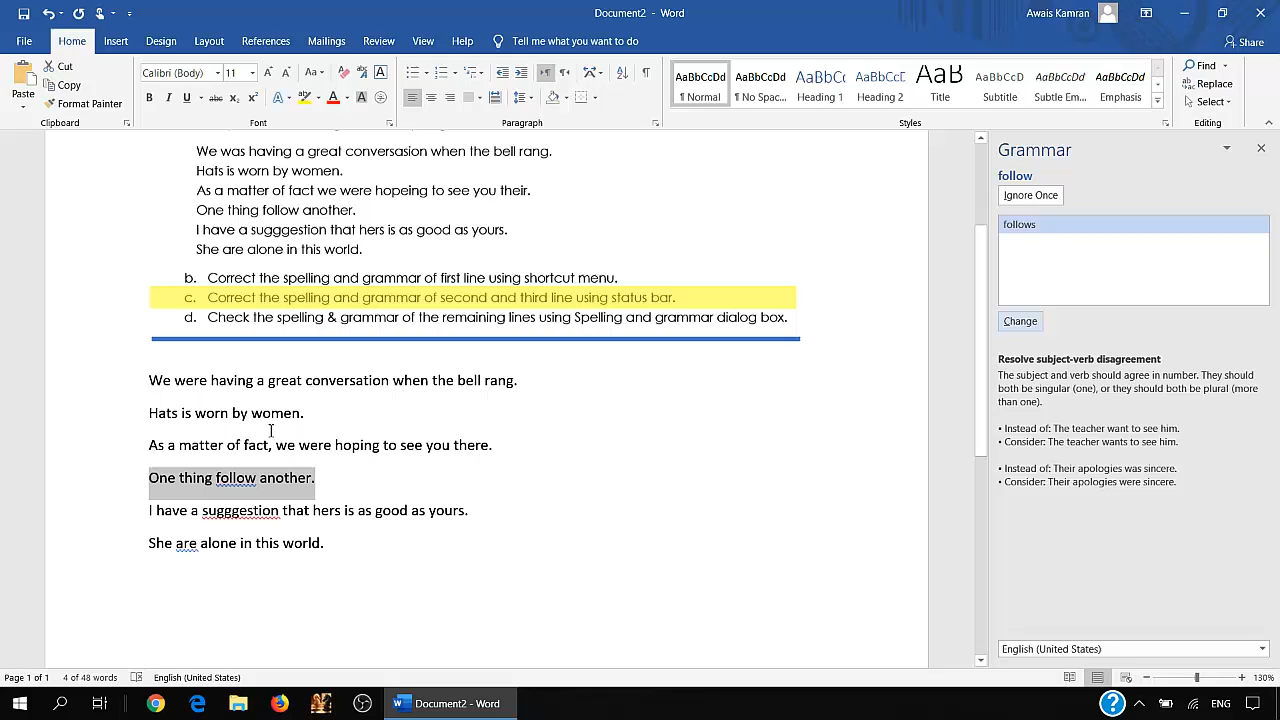 Document2 - Word
Awais Kamran
File Home Insert Design Layout References Mailings Review View Help Tell me what you want to do Share
Paste Cut Copy Format Painter
Calibri (Body) 11
AaBbCcDd AaBbCcDd AaBbCc AaBbCcD AaB AaBbCcD AaBbCcDd AaBbCcDd
¶ Normal ¶ No Spac... Heading 1 Heading 2 Title Subtitle Subtle Em... Emphasis
Find Replace Select
Clipboard Font Paragraph Styles Editing
We was having a great conversasion when the bell rang.
Hats is worn by women.
As a matter of fact we were hopeing to see you their.
One thing follow another.
I have a sugggestion that hers is as good as yours.
She are alone in this world.
b. Correct the spelling and grammar of first line using shortcut menu.
c. Correct the spelling and grammar of second and third line using status bar.
d. Check the spelling & grammar of the remaining lines using Spelling and grammar dialog box.
We were having a great conversation when the bell rang.
Hats is worn by women.
As a matter of fact, we were hoping to see you there.
One thing follow another.
I have a sugggestion that hers is as good as yours.
She are alone in this world.
Grammar
follow
Ignore Once
follows
Change
Resolve subject-verb disagreement
The subject and verb should agree in number. They should
both be singular (one), or they should both be plural (more
than one).
• Instead of: The teacher want to see him.
• Consider: The teacher wants to see him.
• Instead of: Their apologies was sincere.
• Consider: Their apologies were sincere.
English (United States)
Page 1 of 1 4 of 48 words English (United States) 130%
Document2 - Word ENG